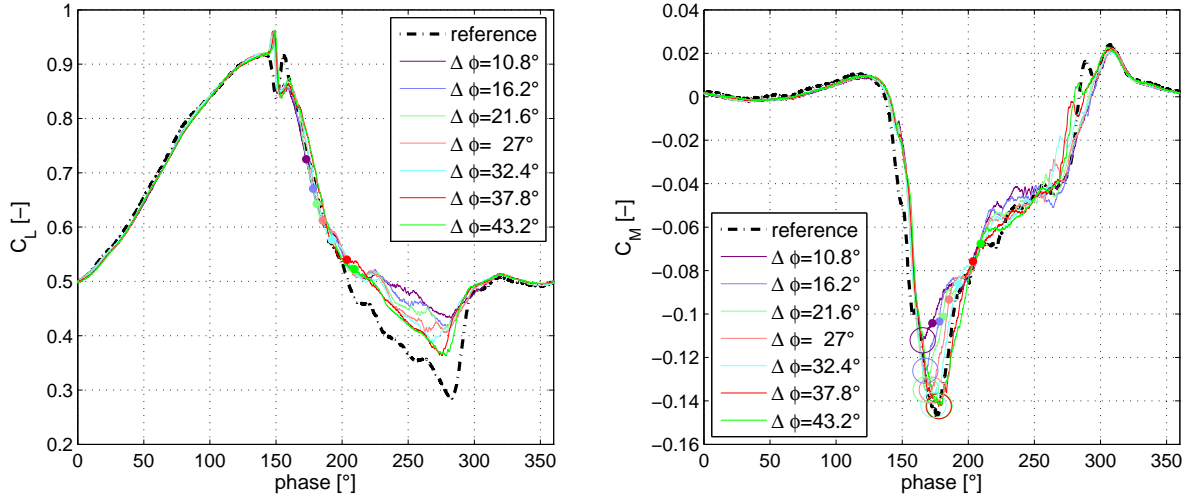 1
0.9
0.8
0.7
0.6
0.5
0.4
0.3
0.2
C_L [−]
0
50
100
150
200
250
300
350
phase [°]
reference
Δ ϕ=10.8°
Δ ϕ=16.2°
Δ ϕ=21.6°
Δ ϕ= 27°
Δ ϕ=32.4°
Δ ϕ=37.8°
Δ ϕ=43.2°
0.04
0.02
0
−0.02
−0.04
−0.06
−0.08
−0.1
−0.12
−0.14
−0.16
C_M [−]
0
50
100
150
200
250
300
350
phase [°]
reference
Δ ϕ=10.8°
Δ ϕ=16.2°
Δ ϕ=21.6°
Δ ϕ= 27°
Δ ϕ=32.4°
Δ ϕ=37.8°
Δ ϕ=43.2°